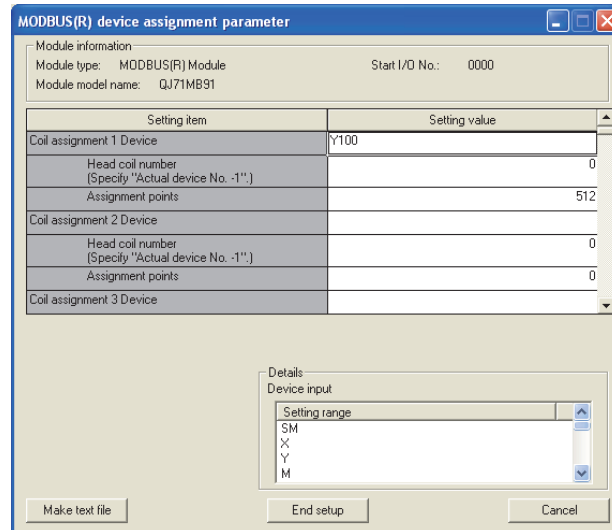 MODBUS(R) device assignment parameter
Module information
Module type: MODBUS(R) Module Start I/O No.: 0000
Module model name: QJ71MB91
Setting item Setting value
Coil assignment 1 Device Y100
Head coil number 0
(Specify "Actual device No. -1".)
Assignment points 512
Coil assignment 2 Device
Head coil number 0
(Specify "Actual device No. -1".)
Assignment points 0
Coil assignment 3 Device
Details
Device input
Setting range
SM
X
Y
M
Make text file End setup Cancel